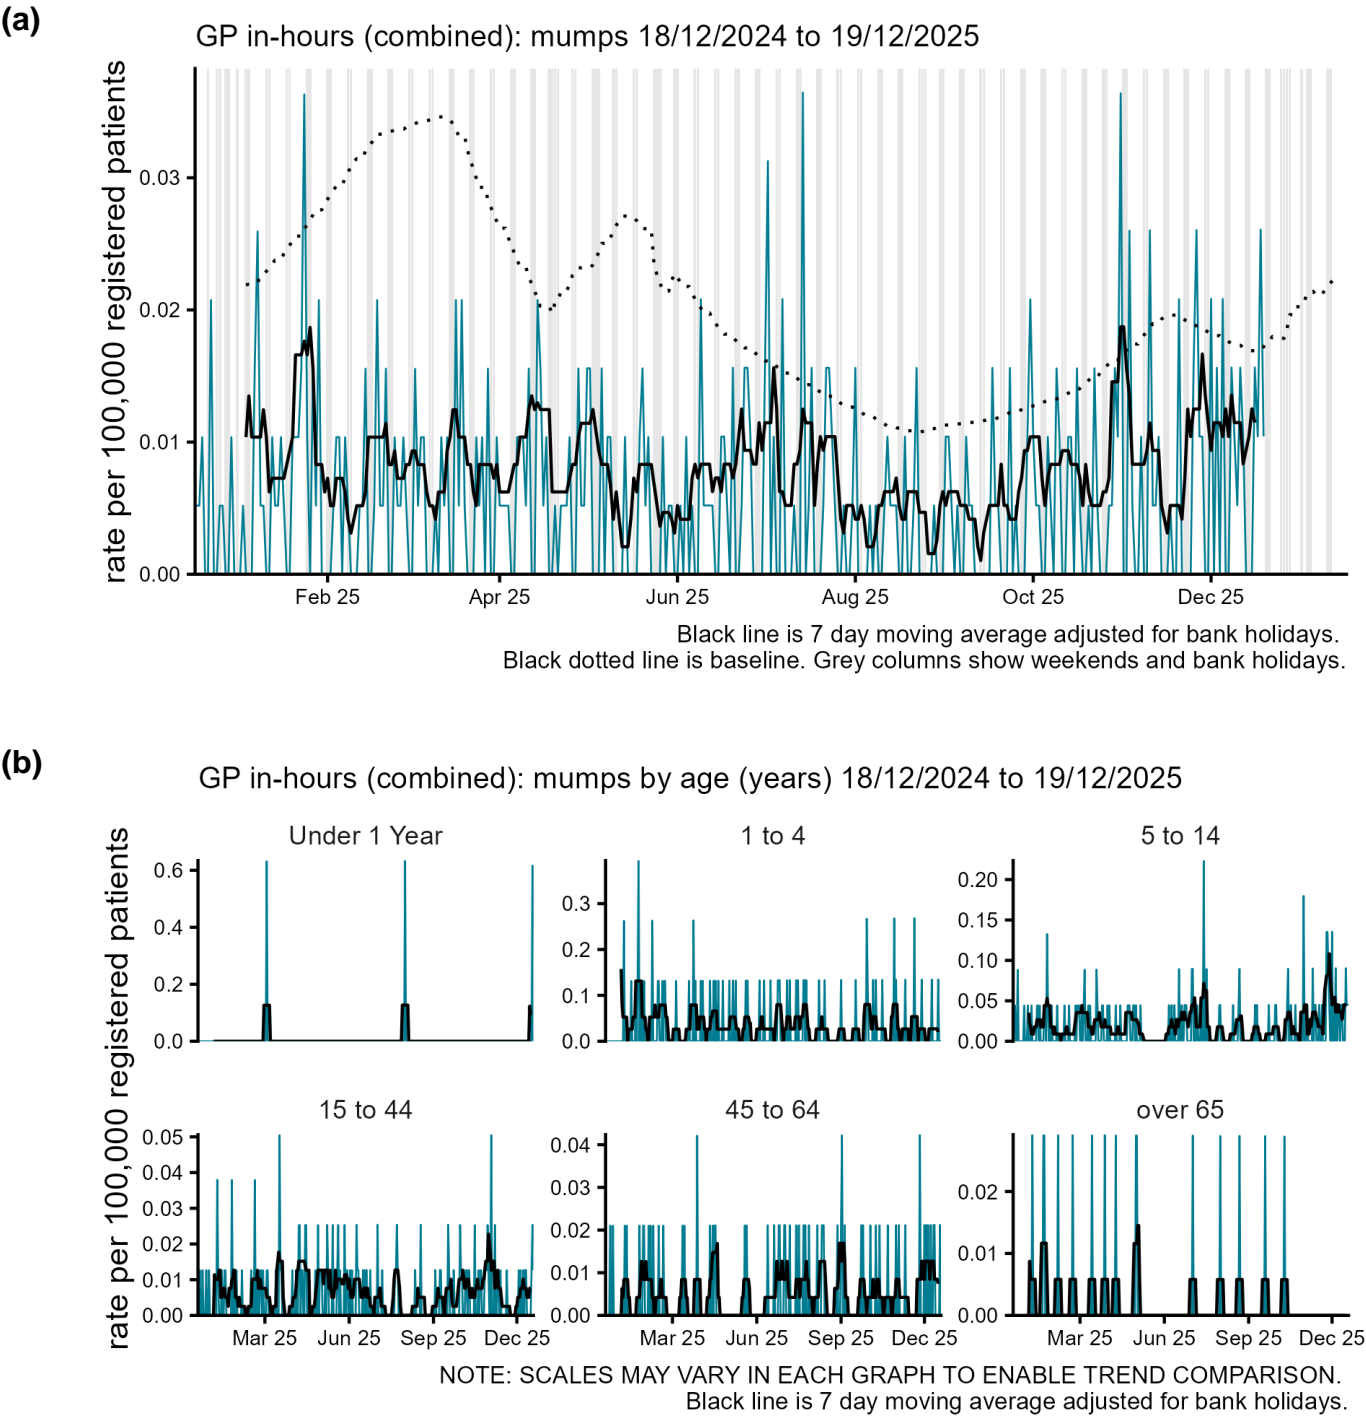 (a)
GP in-hours (combined): mumps 18/12/2024 to 19/12/2025
rate per 100,000 registered patients
0.03
0.02
0.01
0.00
Feb 25
Apr 25
Jun 25
Aug 25
Oct 25
Dec 25
Black line is 7 day moving average adjusted for bank holidays.
Black dotted line is baseline. Grey columns show weekends and bank holidays.
(b)
GP in-hours (combined): mumps by age (years) 18/12/2024 to 19/12/2025
rate per 100,000 registered patients
Under 1 Year
0.6
0.4
0.2
0.0
1 to 4
0.3
0.2
0.1
0.0
5 to 14
0.20
0.15
0.10
0.05
0.00
15 to 44
0.05
0.04
0.03
0.02
0.01
0.00
Mar 25
Jun 25
Sep 25
Dec 25
45 to 64
0.04
0.03
0.02
0.01
0.00
Mar 25
Jun 25
Sep 25
Dec 25
over 65
0.02
0.01
0.00
Mar 25
Jun 25
Sep 25
Dec 25
NOTE: SCALES MAY VARY IN EACH GRAPH TO ENABLE TREND COMPARISON.
Black line is 7 day moving average adjusted for bank holidays.